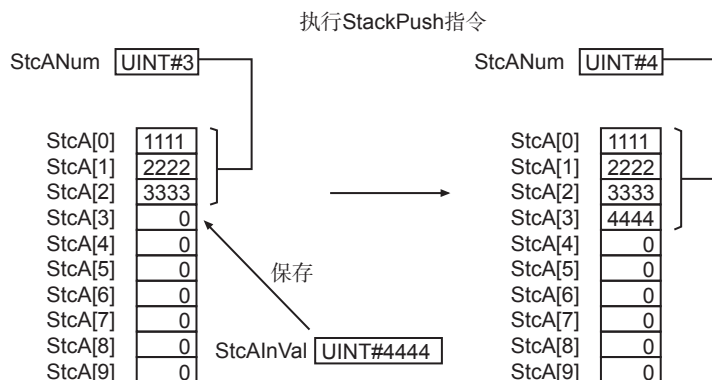 执行StackPush指令
StcANum UINT#3 StcANum UINT#4
StcA[0] 1111 StcA[0] 1111
StcA[1] 2222 StcA[1] 2222
StcA[2] 3333 StcA[2] 3333
StcA[3] 0 StcA[3] 4444
StcA[4] 0 StcA[4] 0
StcA[5] 0 保存 StcA[5] 0
StcA[6] 0 StcA[6] 0
StcA[7] 0 StcA[7] 0
StcA[8] 0 StcAInVal UINT#4444 StcA[8] 0
StcA[9] 0 StcA[9] 0